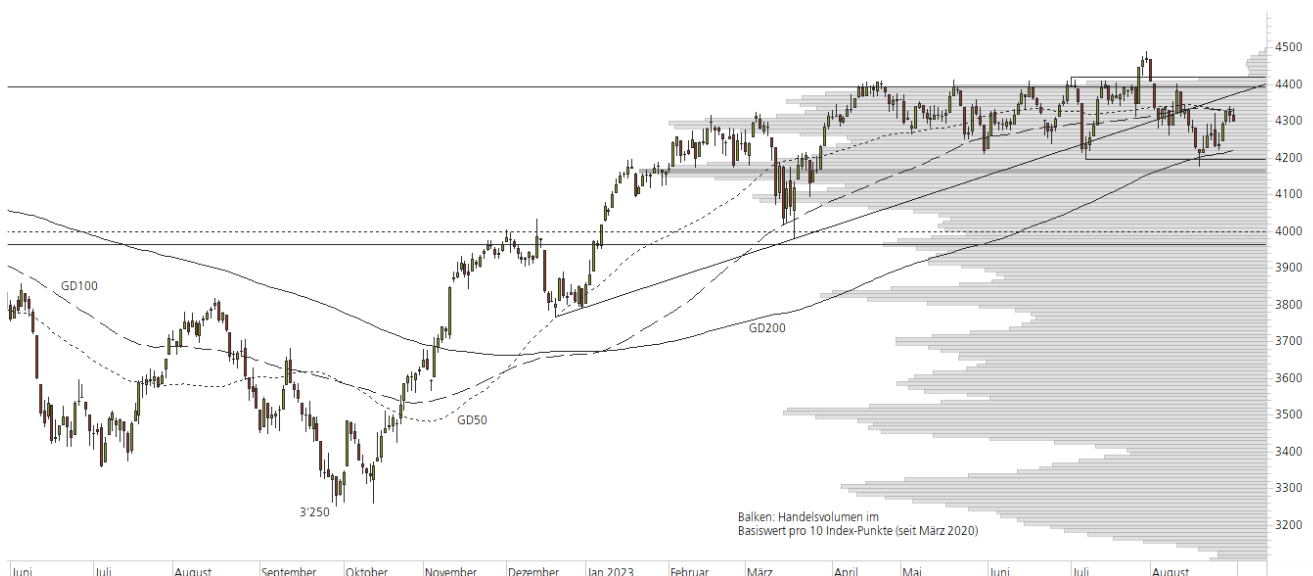 4500
4400
4300
4200
4100
4000
3900
3800
3700
3600
3500
3400
3300
3200
GD100
GD200
GD50
3'250
Balken: Handelsvolumen im
Basiswert pro 10 Index-Punkte (seit März 2020)
Juni Juli August September Oktober November Dezember Jan 2023 Februar März April Mai Juni Juli August